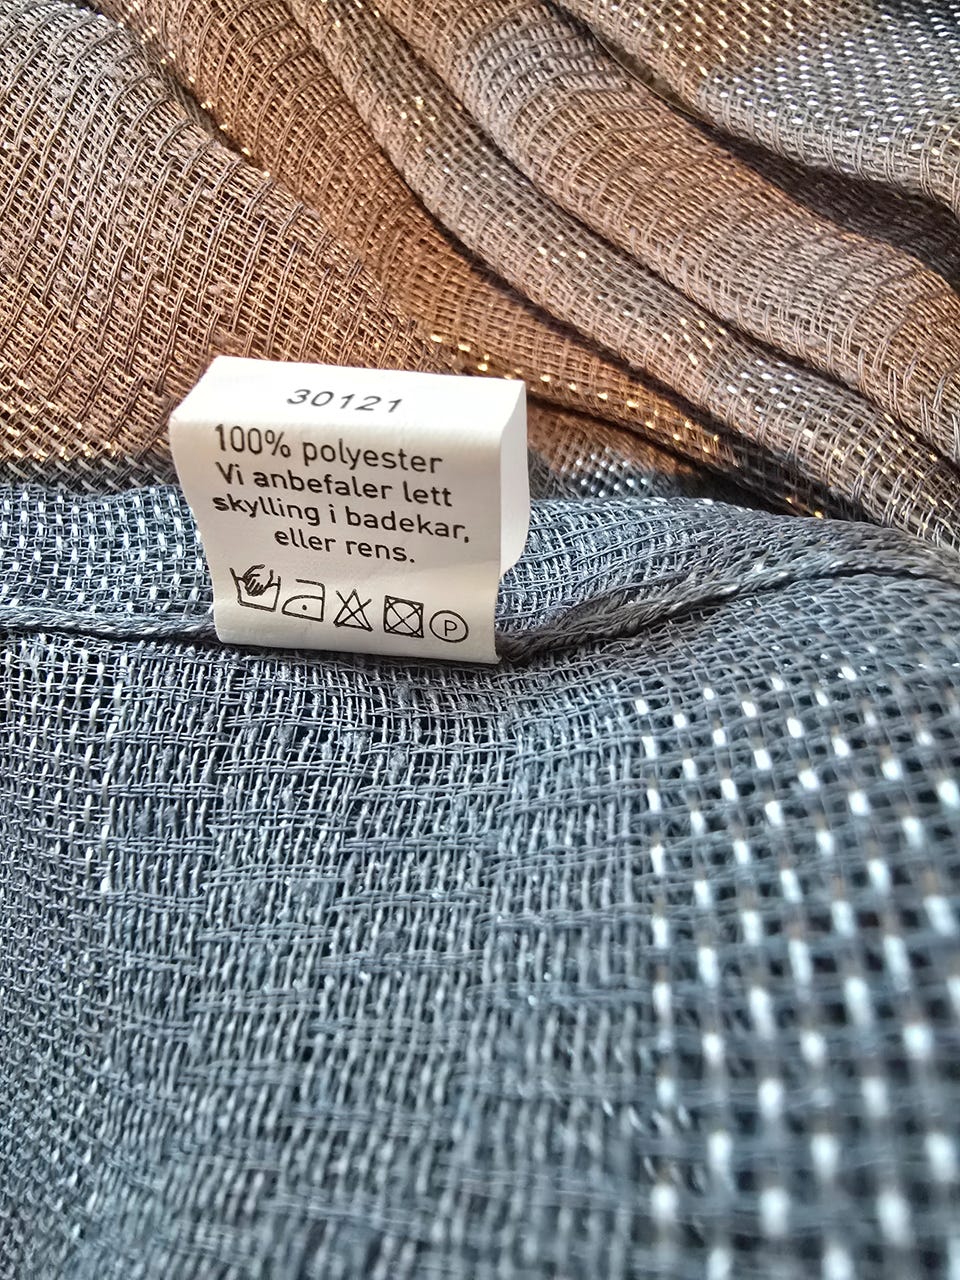 30121
100% polyester
Vi anbefaler lett
skylling i badekar,
eller rens.
P